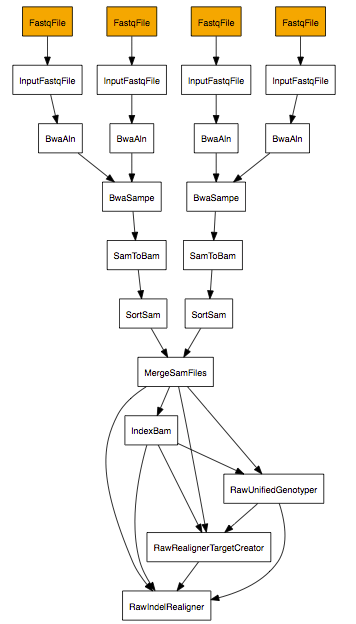 FastqFile
FastqFile
FastqFile
FastqFile
InputFastqFile
InputFastqFile
InputFastqFile
InputFastqFile
BwaAln
BwaAln
BwaAln
BwaAln
BwaSampe
BwaSampe
SamToBam
SamToBam
SortSam
SortSam
MergeSamFiles
IndexBam
RawUnifiedGenotyper
RawRealignerTargetCreator
RawIndelRealigner